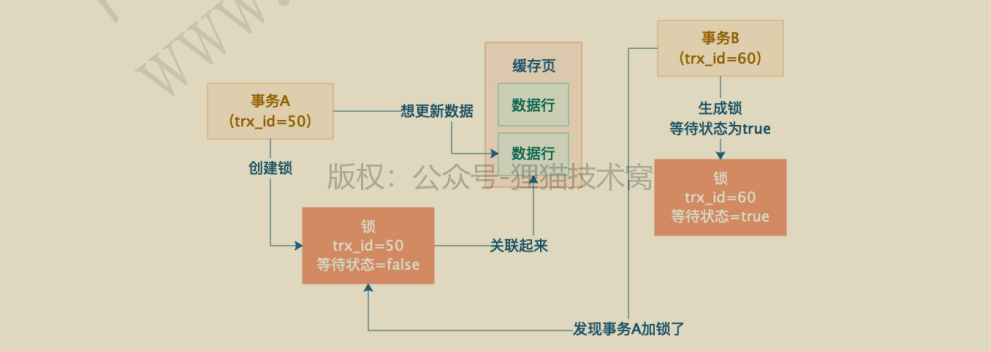 事务B
（trx_id=60）
缓存页
事务A
（trx_id=50）
想更新数据
数据行
数据行
生成锁
等待状态为true
创建锁
版权：公众号-狸猫技术窝
锁
trx_id=60
等待状态=true
锁
trx_id=50
等待状态=false
关联起来
发现事务A加锁了
www.